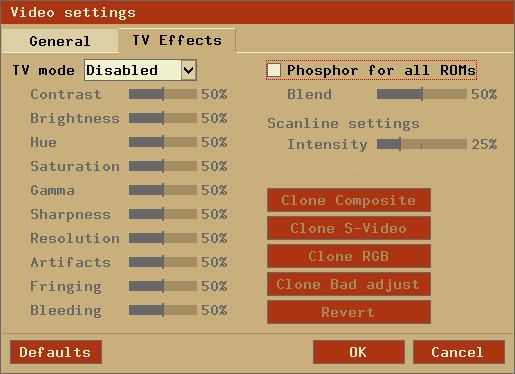 Video settings
General
TV Effects
TV mode Disabled
Contrast 50%
Brightness 50%
Hue 50%
Saturation 50%
Gamma 50%
Sharpness 50%
Resolution 50%
Artifacts 50%
Fringing 50%
Bleeding 50%
Phosphor for all ROMs
Blend 50%
Scanline settings
Intensity 25%
Clone Composite
Clone S-Video
Clone RGB
Clone Bad adjust
Revert
Defaults
OK
Cancel